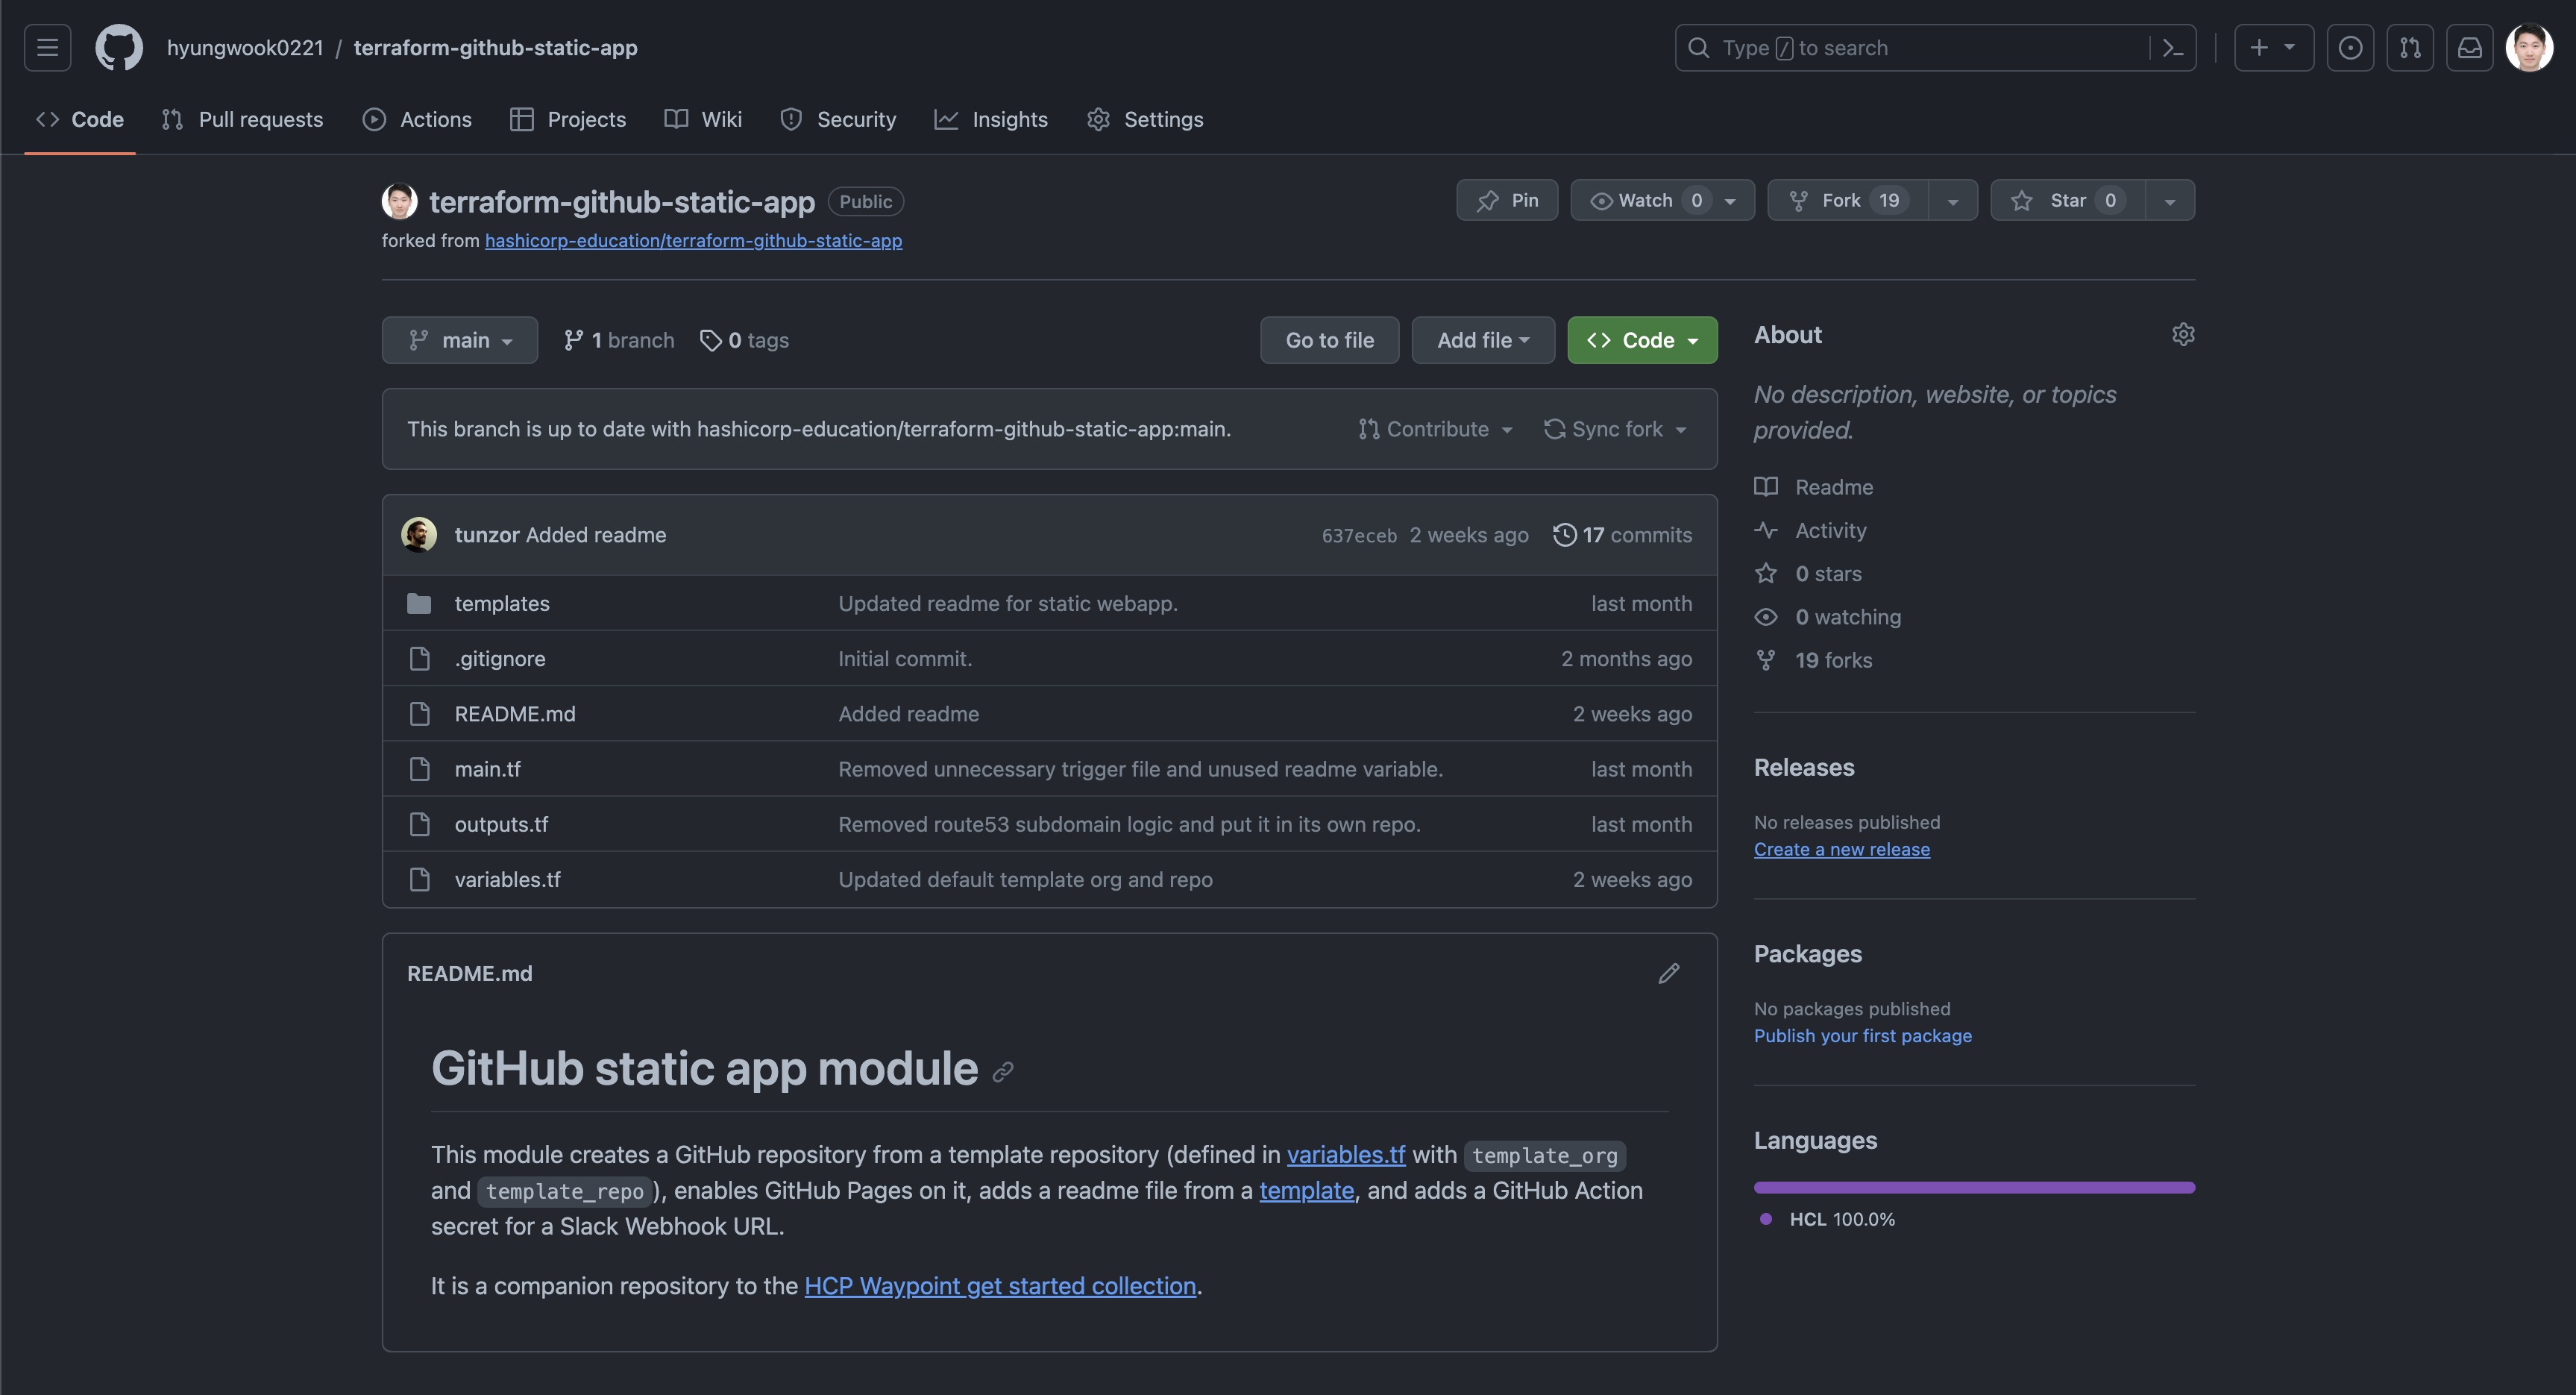 hyungwook0221 / terraform-github-static-app
Type / to search
Code Pull requests Actions Projects Wiki Security Insights Settings
terraform-github-static-app Public
Pin Watch 0 Fork 19 Star 0
forked from hashicorp-education/terraform-github-static-app
main 1 branch 0 tags Go to file Add file Code
This branch is up to date with hashicorp-education/terraform-github-static-app:main. Contribute Sync fork
tunzor Added readme 637eceb 2 weeks ago 17 commits
templates Updated readme for static webapp. last month
.gitignore Initial commit. 2 months ago
README.md Added readme 2 weeks ago
main.tf Removed unnecessary trigger file and unused readme variable. last month
outputs.tf Removed route53 subdomain logic and put it in its own repo. last month
variables.tf Updated default template org and repo 2 weeks ago
README.md
GitHub static app module
This module creates a GitHub repository from a template repository (defined in variables.tf with template_org
and template_repo), enables GitHub Pages on it, adds a readme file from a template, and adds a GitHub Action
secret for a Slack Webhook URL.
It is a companion repository to the HCP Waypoint get started collection.
About
No description, website, or topics
provided.
Readme
Activity
0 stars
0 watching
19 forks
Releases
No releases published
Create a new release
Packages
No packages published
Publish your first package
Languages
HCL 100.0%